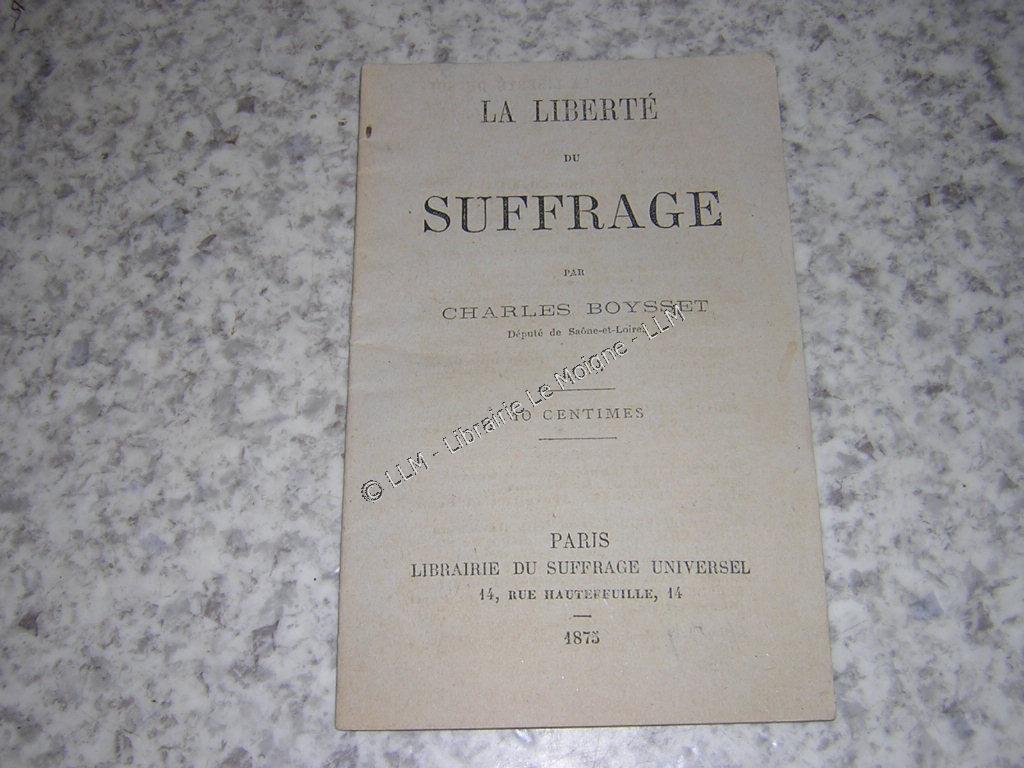 LA LIBERTÉ
DU
SUFFRAGE
PAR
CHARLES BOYSSET
Député de Saône-et-Loire
CENTIMES
PARIS
LIBRAIRIE DU SUFFRAGE UNIVERSEL
14, RUE HAUTEFFUILLE, 14
1875
© LLM - Librairie Le Moigne - LLM